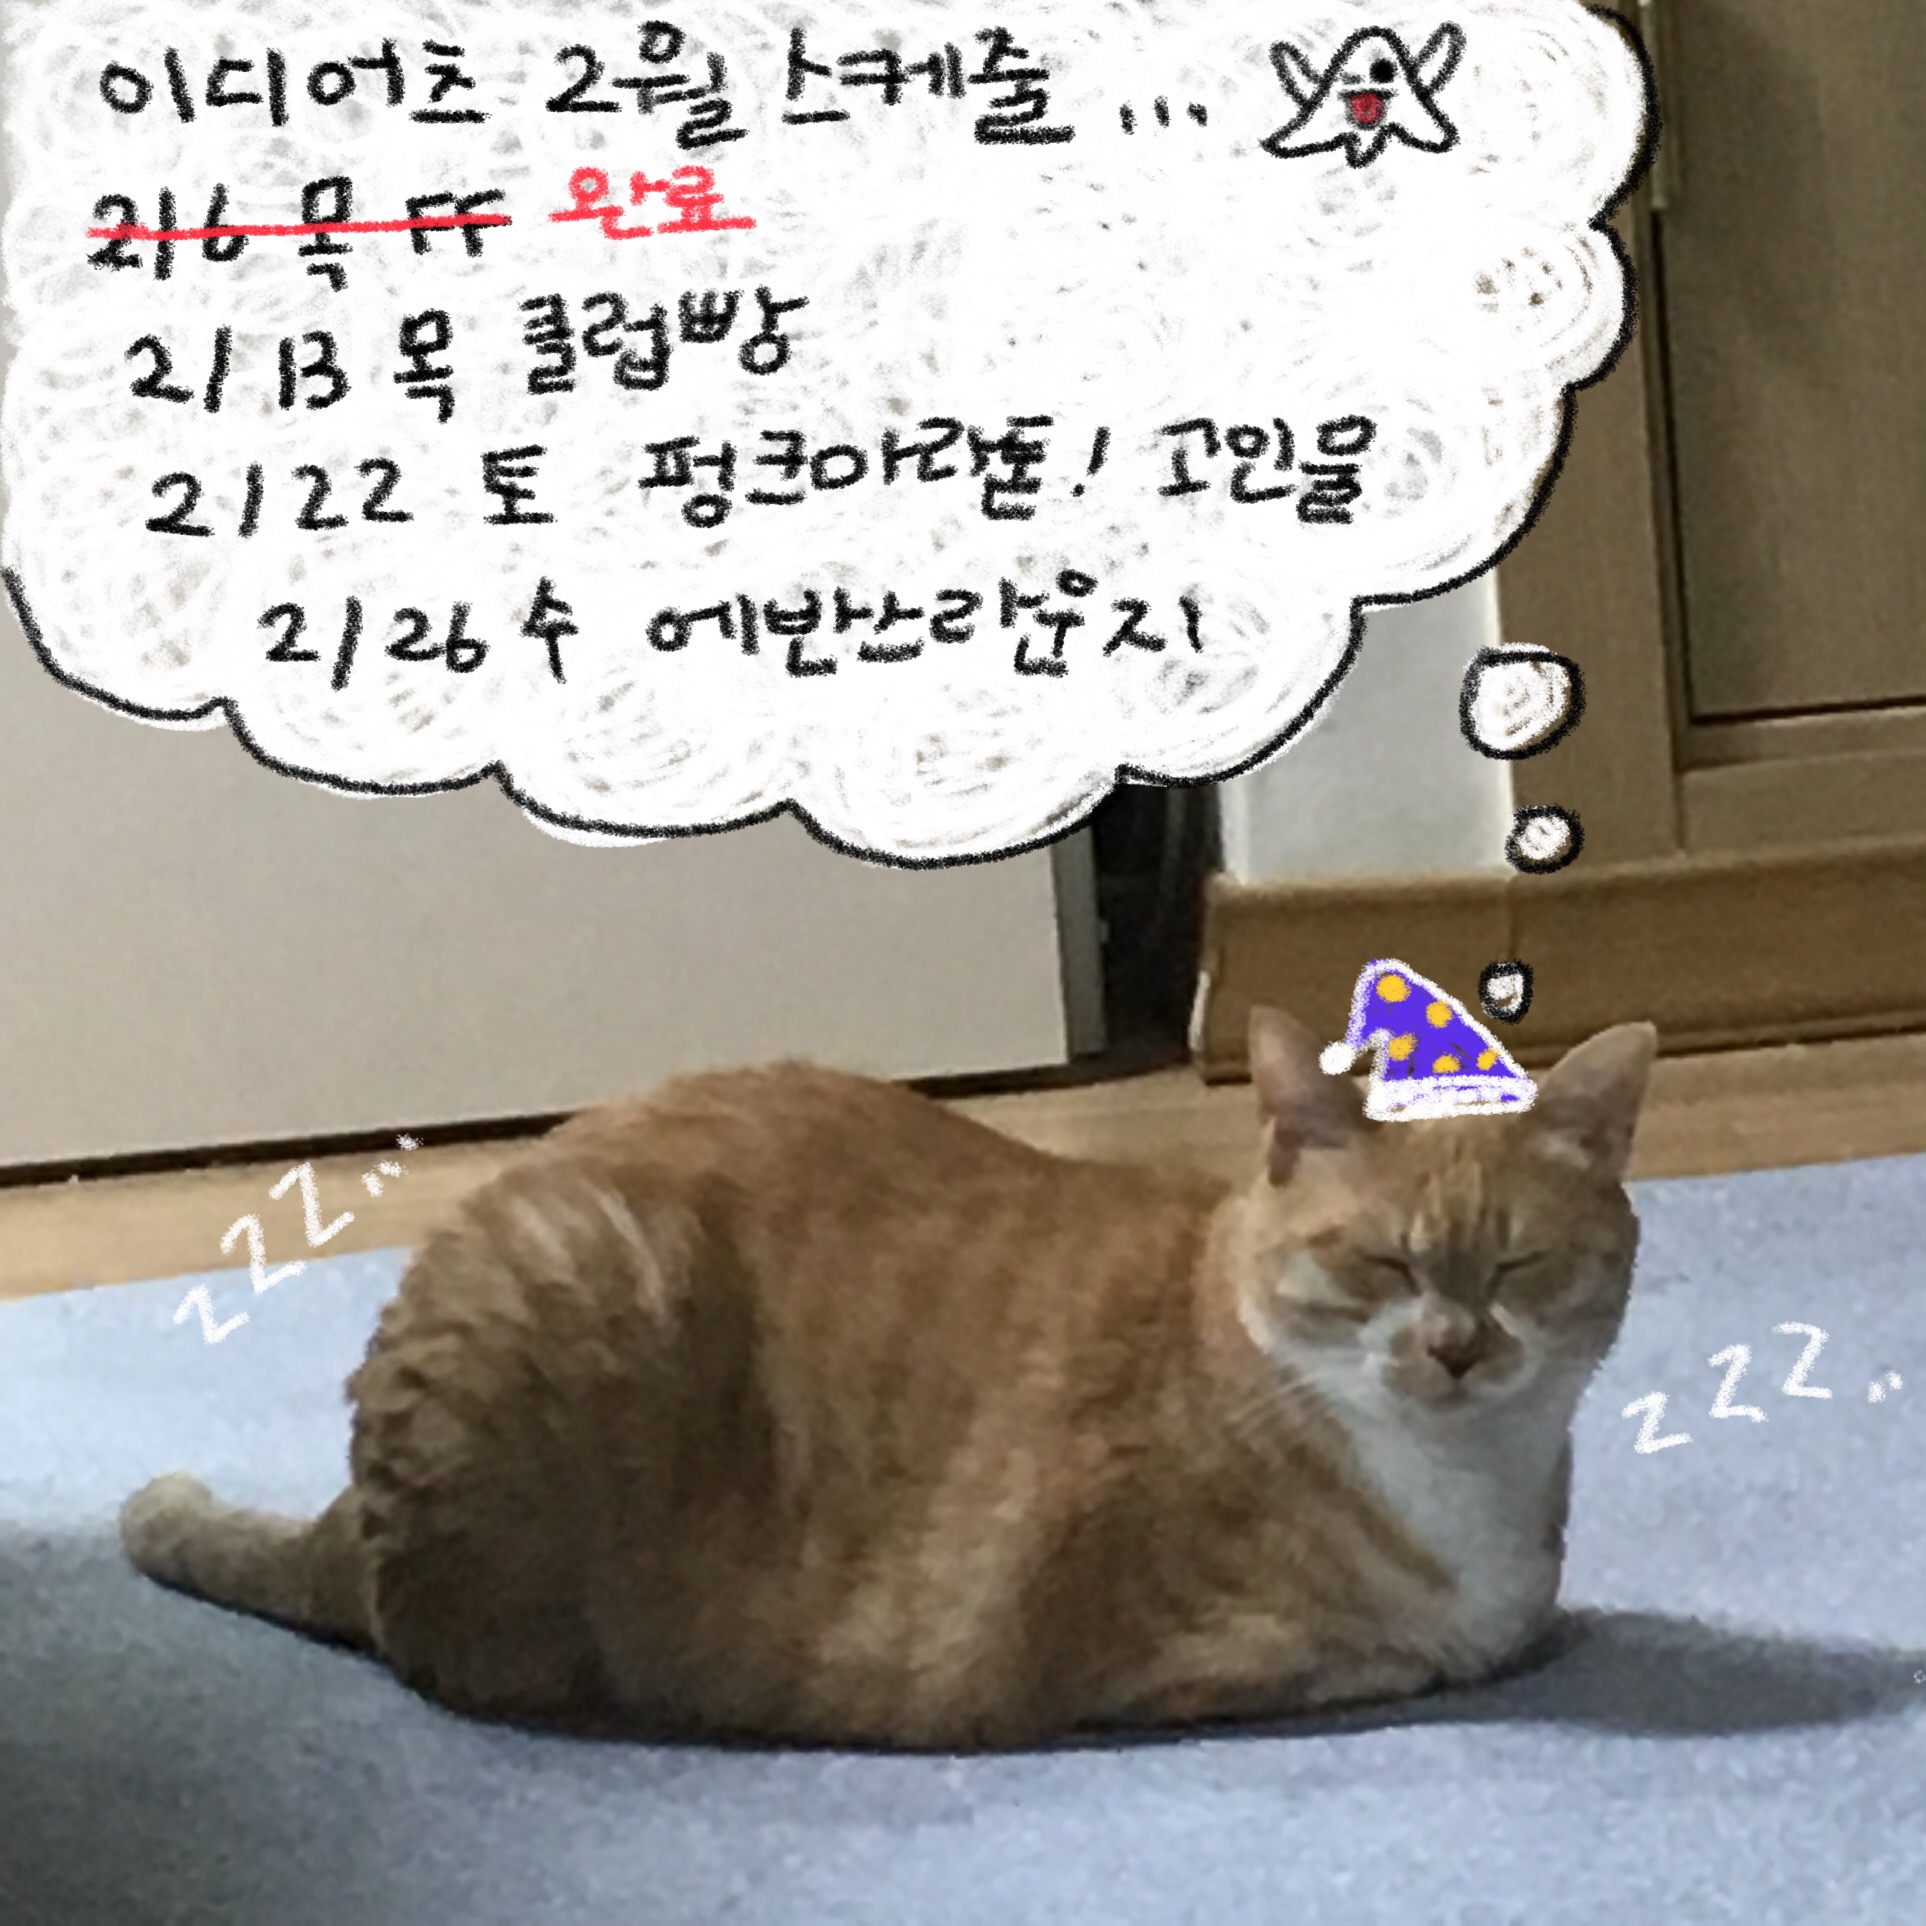 이디어츠 2월 스케줄...
2/6 목 FF 완료
2/13 목 클럽빵
2/22 토 펑크마라톤! 고인물
2/26 수 에반스라운지
zzz...
zzz..